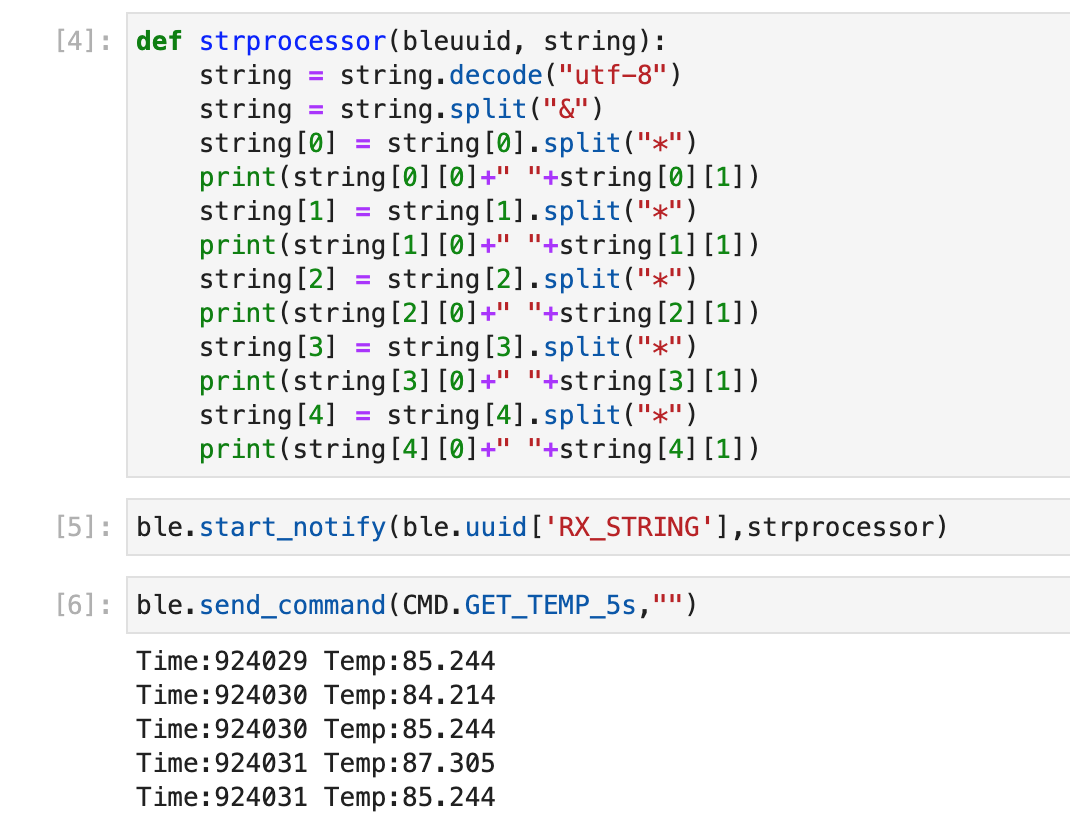 [4]: def strprocessor(bleuuid, string):
    string = string.decode("utf-8")
    string = string.split("&")
    string[0] = string[0].split("*")
    print(string[0][0]+" "+string[0][1])
    string[1] = string[1].split("*")
    print(string[1][0]+" "+string[1][1])
    string[2] = string[2].split("*")
    print(string[2][0]+" "+string[2][1])
    string[3] = string[3].split("*")
    print(string[3][0]+" "+string[3][1])
    string[4] = string[4].split("*")
    print(string[4][0]+" "+string[4][1])
[5]: ble.start_notify(ble.uuid['RX_STRING'],strprocessor)
[6]: ble.send_command(CMD.GET_TEMP_5s,"")
Time:924029 Temp:85.244
Time:924030 Temp:84.214
Time:924030 Temp:85.244
Time:924031 Temp:87.305
Time:924031 Temp:85.244